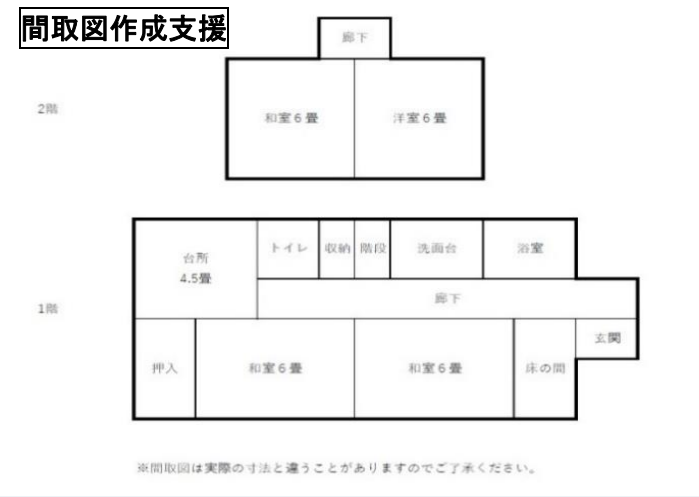 間取図作成支援
廊下
2階
和室６畳
洋室６畳
トイレ
収納
階段
洗面台
浴室
台所
4.5畳
廊下
1階
玄関
押入
和室６畳
和室６畳
床の間
※間取図は実際の寸法と違うことがありますのでご了承ください。